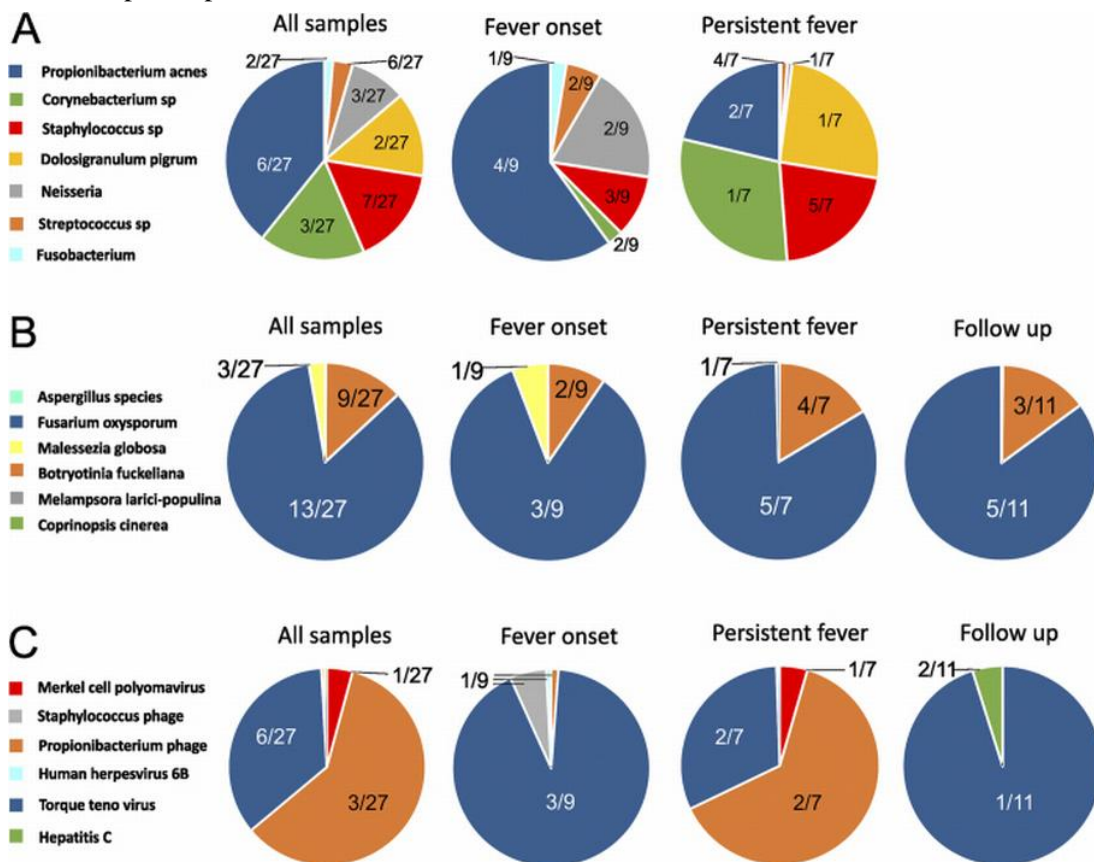 A
All samples
Fever onset
Persistent fever
Propionibacterium acnes
Corynebacterium sp
Staphylococcus sp
Dolosigranulum pigrum
Neisseria
Streptococcus sp
Fusobacterium
2/27
6/27
3/27
2/27
7/27
3/27
6/27
1/9
2/9
2/9
3/9
2/9
4/9
4/7
1/7
1/7
5/7
1/7
2/7
B
All samples
Fever onset
Persistent fever
Follow up
Aspergillus species
Fusarium oxysporum
Malessezia globosa
Botryotinia fuckeliana
Melampsora larici-populina
Coprinopsis cinerea
3/27
9/27
13/27
1/9
2/9
3/9
1/7
4/7
5/7
3/11
5/11
C
All samples
Fever onset
Persistent fever
Follow up
Merkel cell polyomavirus
Staphylococcus phage
Propionibacterium phage
Human herpesvirus 6B
Torque teno virus
Hepatitis C
1/27
6/27
3/27
1/9
3/9
1/7
2/7
2/7
2/11
1/11